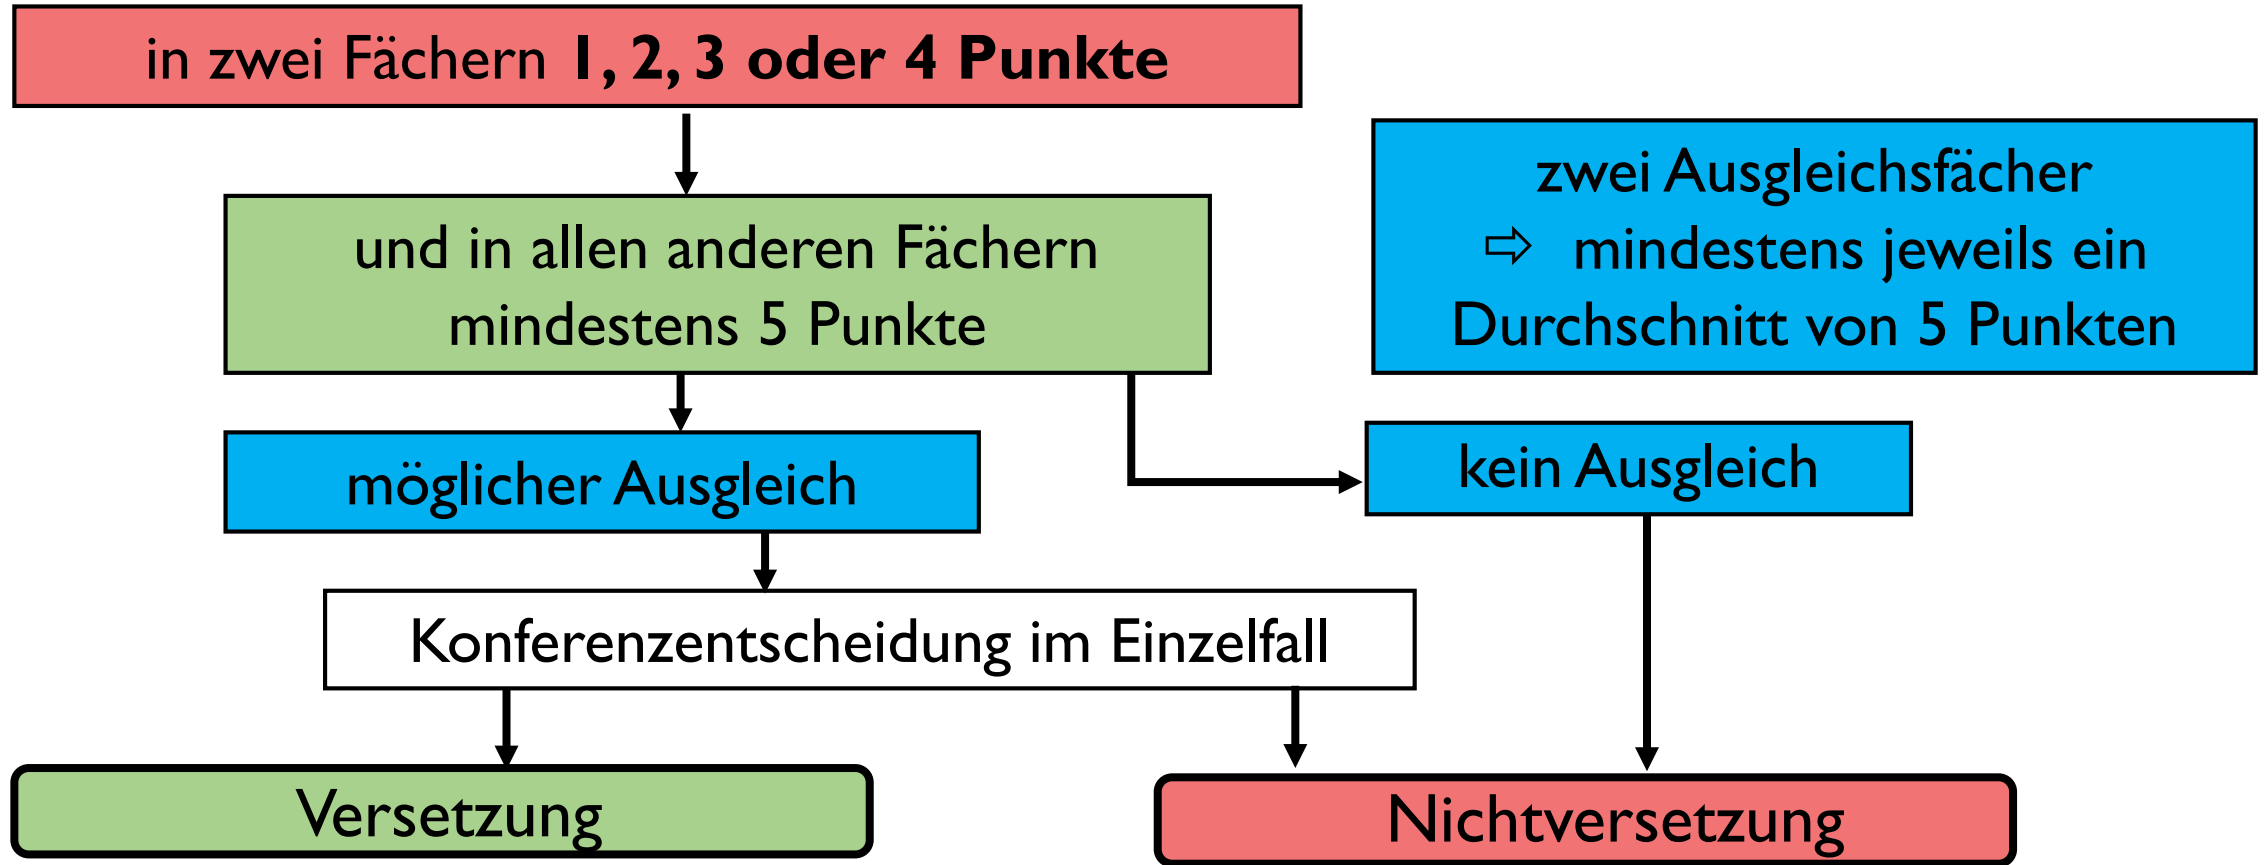 in zwei Fächern 1, 2, 3 oder 4 Punkte
und in allen anderen Fächern
mindestens 5 Punkte
zwei Ausgleichsfächer
⇨ mindestens jeweils ein
Durchschnitt von 5 Punkten
möglicher Ausgleich
kein Ausgleich
Konferenzentscheidung im Einzelfall
Versetzung
Nichtversetzung